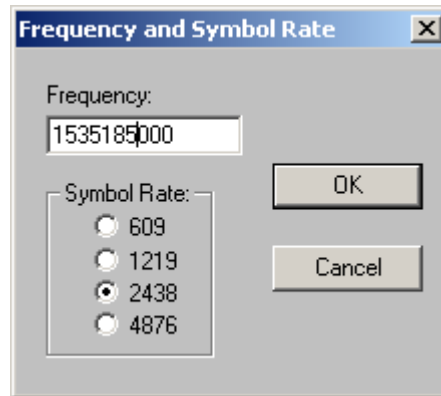 Frequency and Symbol Rate
Frequency:
1535185000
Symbol Rate:
609
1219
2438
4876
OK
Cancel